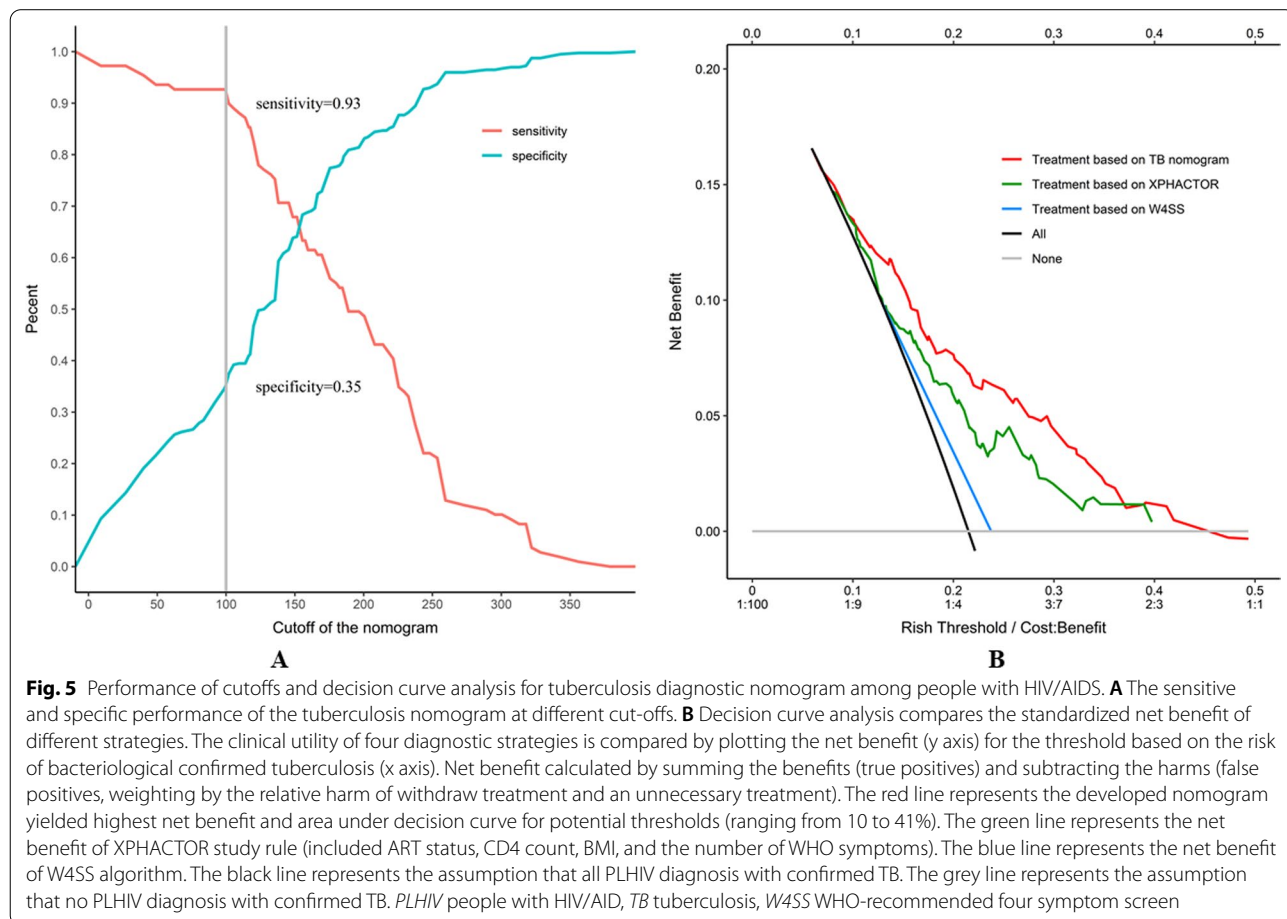 1.0
0.9
0.8
0.7
0.6
0.5
0.4
0.3
0.2
0.1
0.0
Pecent
sensitivity=0.93
specificity=0.35
sensitivity
specificity
0 50 100 150 200 250 300 350
Cutoff of the nomogram
A
0.0 0.1 0.2 0.3 0.4 0.5
0.20
0.15
0.10
0.05
0.00
Net Benefit
Treatment based on TB nomogram
Treatment based on XPHACTOR
Treatment based on W4SS
All
None
0 0.1 0.2 0.3 0.4 0.5
1:100 1:9 1:4 3:7 2:3 1:1
Rish Threshold / Cost:Benefit
B
Fig. 5 Performance of cutoffs and decision curve analysis for tuberculosis diagnostic nomogram among people with HIV/AIDS. A The sensitive
and specific performance of the tuberculosis nomogram at different cut-offs. B Decision curve analysis compares the standardized net benefit of
different strategies. The clinical utility of four diagnostic strategies is compared by plotting the net benefit (y axis) for the threshold based on the risk
of bacteriological confirmed tuberculosis (x axis). Net benefit calculated by summing the benefits (true positives) and subtracting the harms (false
positives, weighting by the relative harm of withdraw treatment and an unnecessary treatment). The red line represents the developed nomogram
yielded highest net benefit and area under decision curve for potential thresholds (ranging from 10 to 41%). The green line represents the net
benefit of XPHACTOR study rule (included ART status, CD4 count, BMI, and the number of WHO symptoms). The blue line represents the net benefit
of W4SS algorithm. The black line represents the assumption that all PLHIV diagnosis with confirmed TB. The grey line represents the assumption
that no PLHIV diagnosis with confirmed TB. PLHIV people with HIV/AID, TB tuberculosis, W4SS WHO-recommended four symptom screen